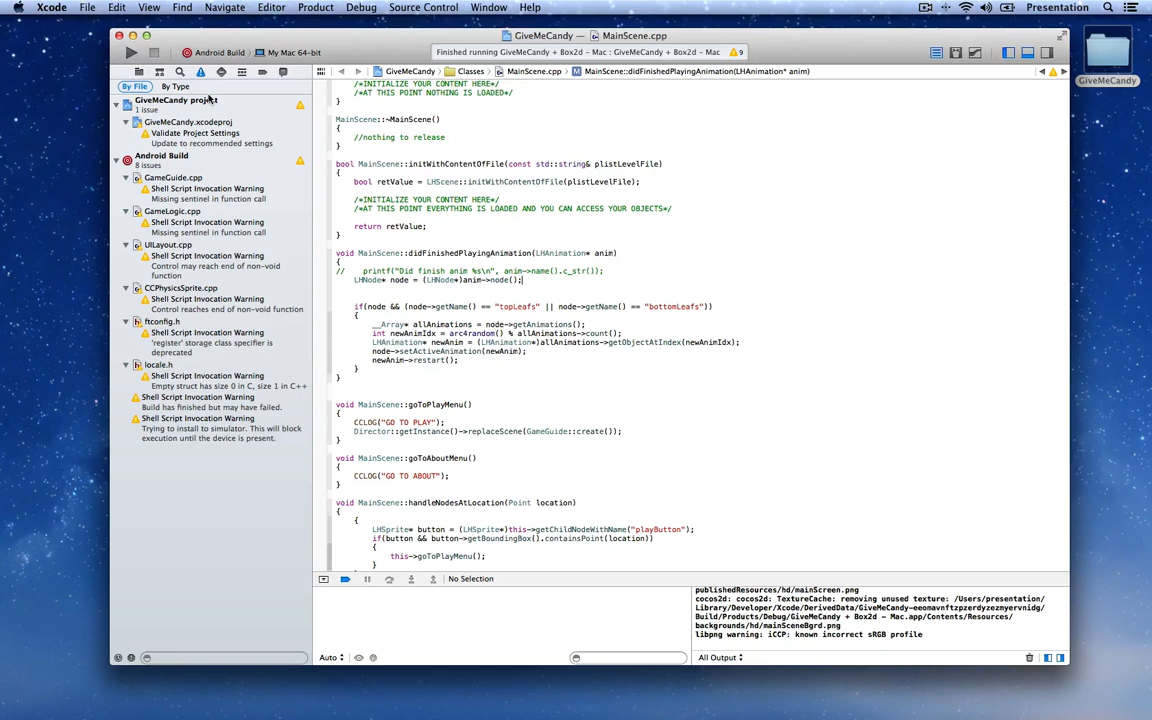 Xcode File Edit View Find Navigate Editor Product Debug Source Control Window Help Presentation
MainScene.h MainScene.cpp
Android Build My Mac 64-bit
Finished running GiveMeCandy + Box2d - Mac : GiveMeCandy + Box2d - Mac 9
GiveMeCandy Classes MainScene.cpp MainScene::didFinishedPlayingAnimation(LHAnimation* anim)
GiveMeCandy
By File By Type
GiveMeCandy project
1 issue
GiveMeCandy.xcodeproj
Validate Project Settings
Update to recommended settings
Android Build
8 issues
GameGuide.cpp
Shell Script Invocation Warning
Missing sentinel in function call
GameLogic.cpp
Shell Script Invocation Warning
Missing sentinel in function call
UILayout.cpp
Shell Script Invocation Warning
Control may reach end of non-void
function
CCPhysicsSprite.cpp
Shell Script Invocation Warning
Control reaches end of non-void function
ftconfig.h
Shell Script Invocation Warning
'register' storage class specifier is
deprecated
locale.h
Shell Script Invocation Warning
Empty struct has size 0 in C, size 1 in C++
Shell Script Invocation Warning
Build has finished but may have failed.
Shell Script Invocation Warning
Trying to install to simulator. This will block
execution until the device is present.
/*INITIALIZE YOUR CONTENT HERE*/
/*AT THIS POINT NOTHING IS LOADED*/
}
MainScene::~MainScene()
{
//nothing to release
}
bool MainScene::initWithContentOfFile(const std::string& plistLevelFile)
{
bool retValue = LHScene::initWithContentOfFile(plistLevelFile);
/*INITIALIZE YOUR CONTENT HERE*/
/*AT THIS POINT EVERYTHING IS LOADED AND YOU CAN ACCESS YOUR OBJECTS*/
return retValue;
}
void MainScene::didFinishedPlayingAnimation(LHAnimation* anim)
{
// printf("Did finish anim %s\n", anim->name().c_str());
LHNode* node = (LHNode*)anim->node();
if(node && (node->getName() == "topLeafs" || node->getName() == "bottomLeafs"))
{
__Array* allAnimations = node->getAnimations();
int newAnimIdx = arc4random() % allAnimations->count();
LHAnimation* newAnim = (LHAnimation*)allAnimations->getObjectAtIndex(newAnimIdx);
node->setActiveAnimation(newAnim);
newAnim->restart();
}
}
void MainScene::goToPlayMenu()
{
CCLOG("GO TO PLAY");
Director::getInstance()->replaceScene(GameGuide::create());
}
void MainScene::goToAboutMenu()
{
CCLOG("GO TO ABOUT");
}
void MainScene::handleNodesAtLocation(Point location)
{
{
LHSprite* button = (LHSprite*)this->getChildNodeWithName("playButton");
if(button && button->getBoundingBox().containsPoint(location))
{
this->goToPlayMenu();
}
No Selection
publishedResources/hd/mainScreen.png
cocos2d: cocos2d: TextureCache: removing unused texture: /Users/presentation/
Library/Developer/Xcode/DerivedData/GiveMeCandy-eeomavnftzpzerdyzezmyervnidg/
Build/Products/Debug/GiveMeCandy + Box2d - Mac.app/Contents/Resources/
backgrounds/hd/mainSceneBgrd.png
libpng warning: iCCP: known incorrect sRGB profile
Auto All Output